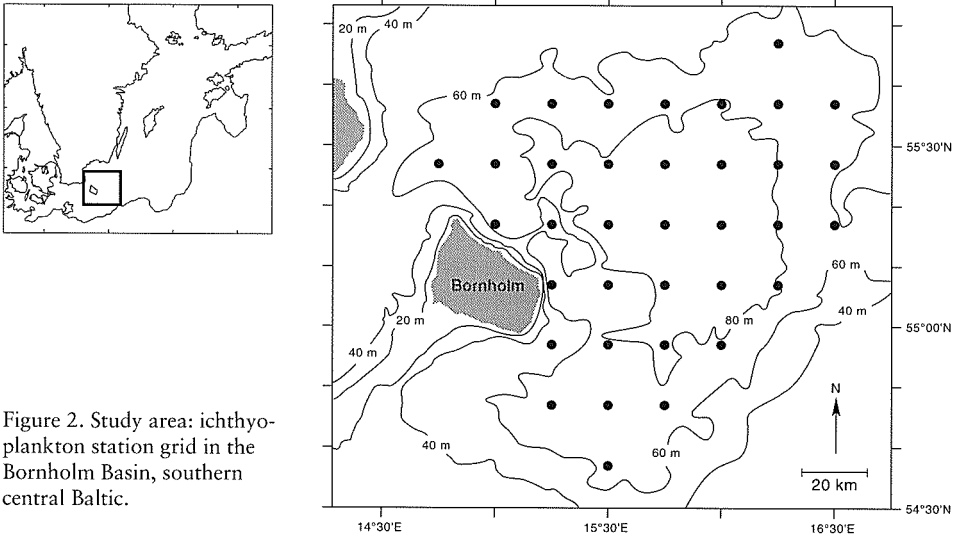 20 m
40 m
60 m
55°30'N
Bornholm
60 m
20 m
80 m
40 m
55°00'N
40 m
N
40 m
60 m
20 km
54°30'N
14°30'E
15°30'E
16°30'E
Figure 2. Study area: ichthyo-
plankton station grid in the
Bornholm Basin, southern
central Baltic.